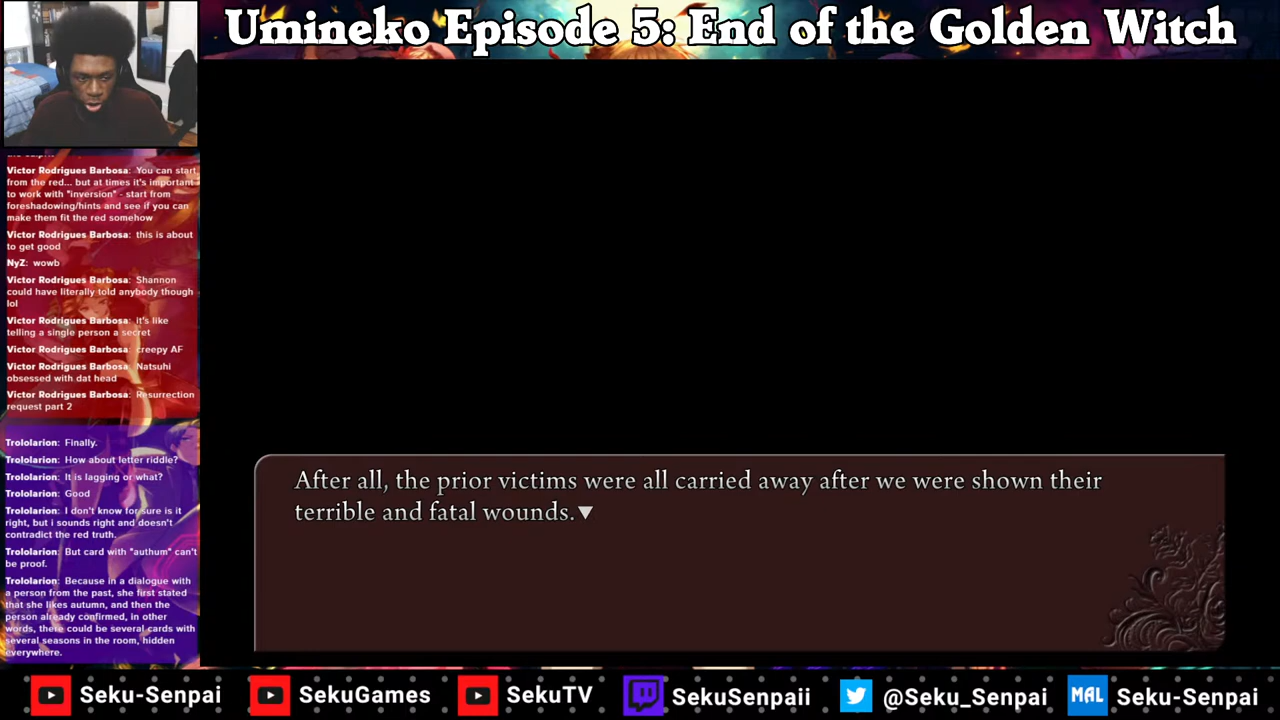 Umineko Episode 5: End of the Golden Witch
Victor Rodrigues Barbosa: You can start
from the red... but at times it's important
to work with "inversion" - start from
foreshadowing/hints and see if you can
make them fit the red somehow
Victor Rodrigues Barbosa: this is about
to get good
NyZ: wowb
Victor Rodrigues Barbosa: Shannon
could have literally told anybody though
lol
Victor Rodrigues Barbosa: it's like
telling a single person a secret
Victor Rodrigues Barbosa: creepy AF
Victor Rodrigues Barbosa: Natsuhi
obsessed with dat head
Victor Rodrigues Barbosa: Resurrection
request part 2
Trololarion: Finally.
Trololarion: How about letter riddle?
Trololarion: It is lagging or what?
Trololarion: Good
Trololarion: I don't know for sure is it
right, but i sounds right and doesn't
contradict the red truth.
Trololarion: But card with "authum" can't
be proof.
Trololarion: Because in a dialogue with
a person from the past, she first stated
that she likes autumn, and then the
person already confirmed, in other
words, there could be several cards with
several seasons in the room, hidden
everywhere.
After all, the prior victims were all carried away after we were shown their
terrible and fatal wounds.▼
Seku-Senpai SekuGames SekuTV SekuSenpaii @Seku_Senpai MAL Seku-Senpai